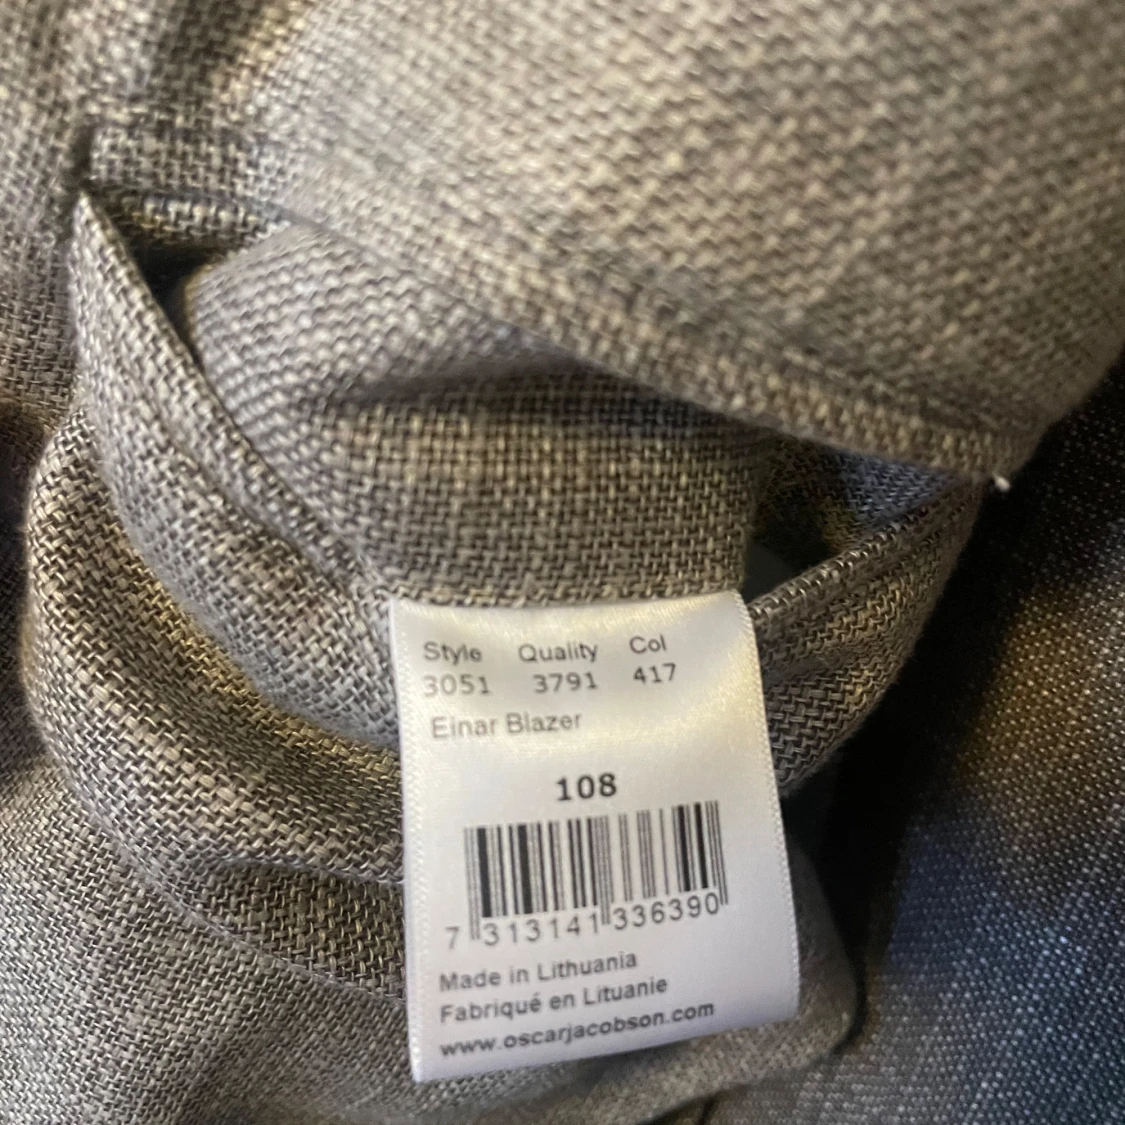 Style Quality Col
3051 3791 417
Einar Blazer
108
7 313141 336390
Made in Lithuania
Fabriqué en Lituanie
www.oscarjacobson.com